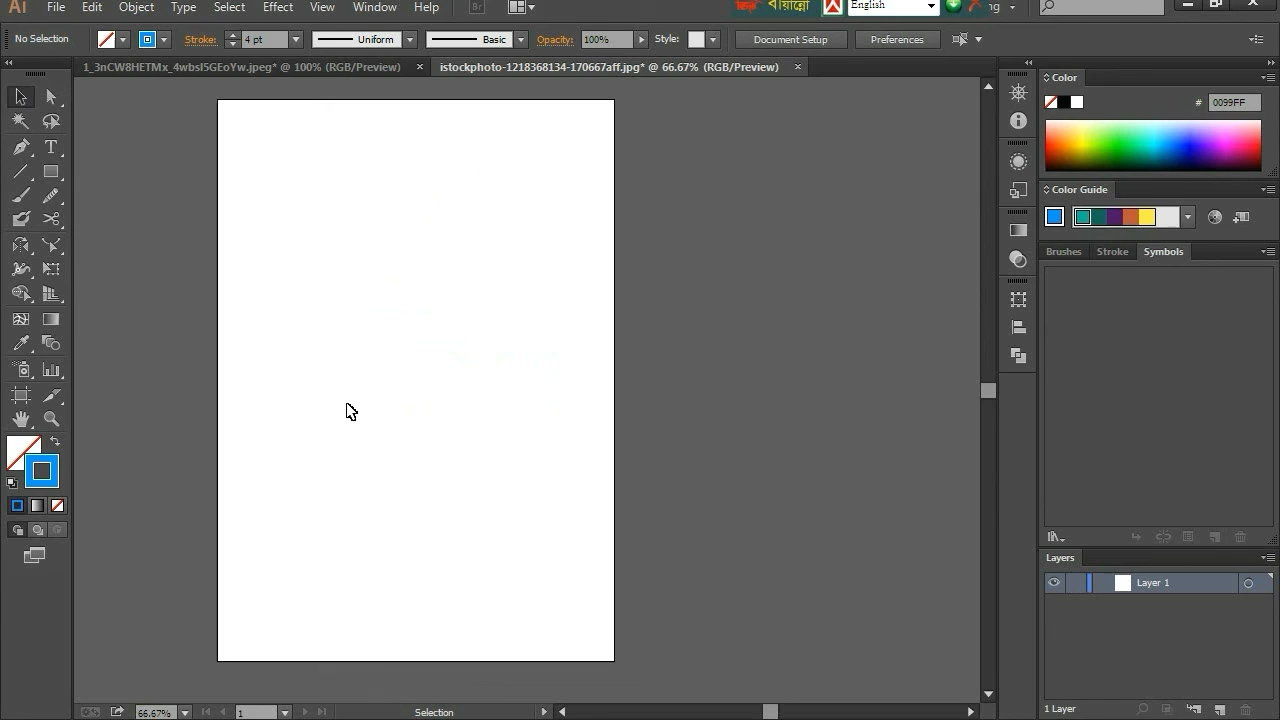 Ai File Edit Object Type Select Effect View Window Help Br বায়ান্নো English
No Selection Stroke: 4 pt Uniform Basic Opacity: 100% Style: Document Setup Preferences
1_3nCW8HETMx_4wbsI5GEoYw.jpeg* @ 100% (RGB/Preview) × istockphoto-1218368134-170667aff.jpg* @ 66.67% (RGB/Preview) ×
Color
# 0099FF
Color Guide
Brushes Stroke Symbols
Layers
Layer 1
1 Layer
66.67% 1 Selection